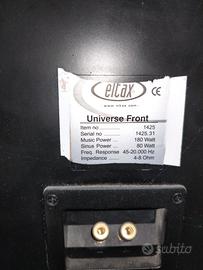 eltax
www.eltax.com
CE
Universe Front
Item no 1425
Serial no 1425.31
Music Power 180 Watt
Sinus Power 80 Watt
Freq. Response 45-20.000 Hz
Impedance 4-8 Ohm
subito